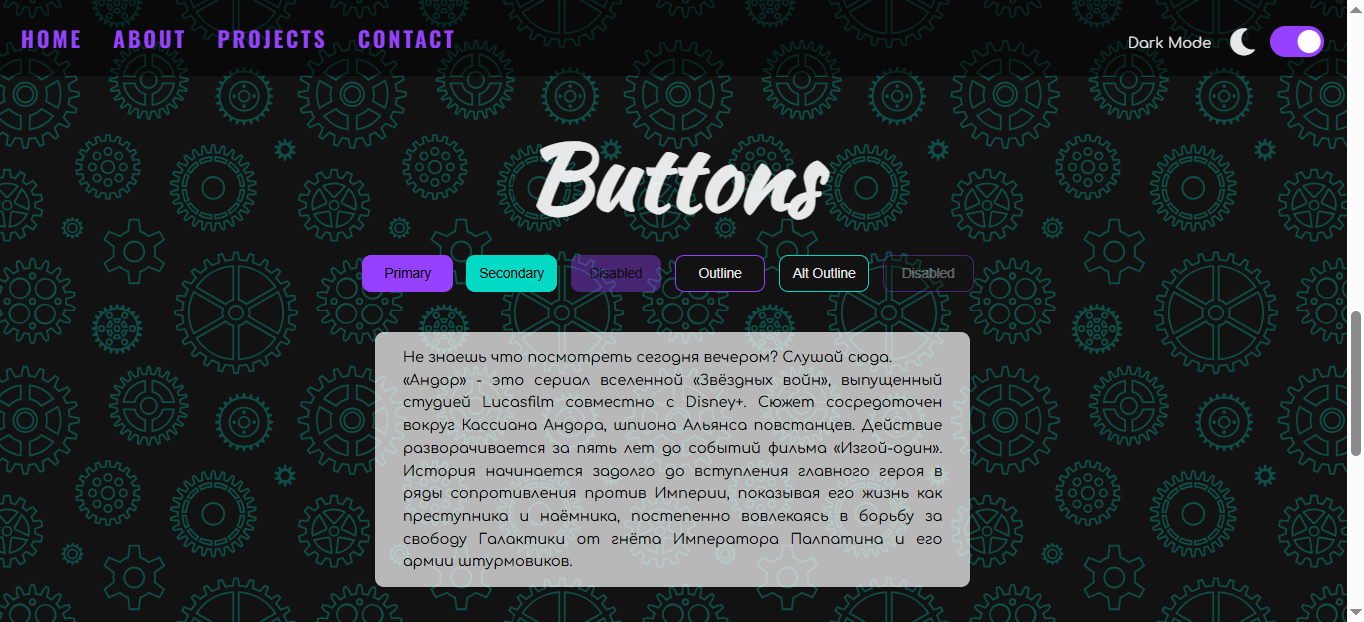 HOME ABOUT PROJECTS CONTACT Dark Mode
Buttons
Primary Secondary Disabled Outline Alt Outline Disabled
Не знаешь что посмотреть сегодня вечером? Слушай сюда.
«Андор» - это сериал вселенной «Звёздных войн», выпущенный
студией Lucasfilm совместно с Disney+. Сюжет сосредоточен
вокруг Кассиана Андора, шпиона Альянса повстанцев. Действие
разворачивается за пять лет до событий фильма «Изгой-один».
История начинается задолго до вступления главного героя в
ряды сопротивления против Империи, показывая его жизнь как
преступника и наёмника, постепенно вовлекаясь в борьбу за
свободу Галактики от гнёта Императора Палпатина и его
армии штурмовиков.